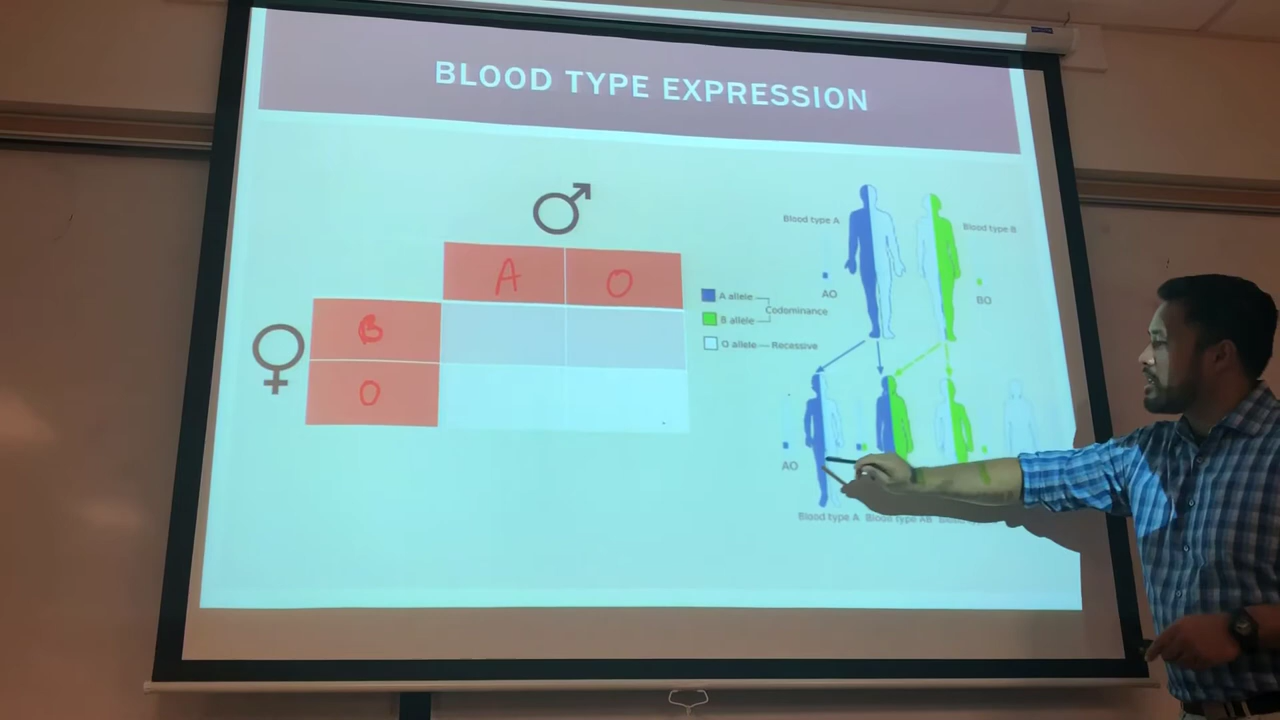 BLOOD TYPE EXPRESSION
A O
B
O
Blood type A
Blood type B
AO
BO
A allele
B allele
Codominance
O allele — Recessive
AO
Blood type A
Blood type AB